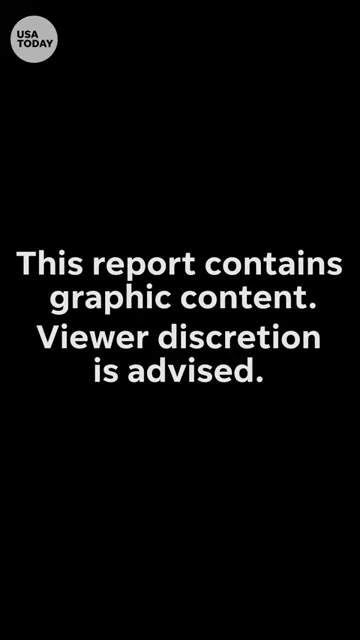 USA
TODAY
This report contains
graphic content.
Viewer discretion
is advised.